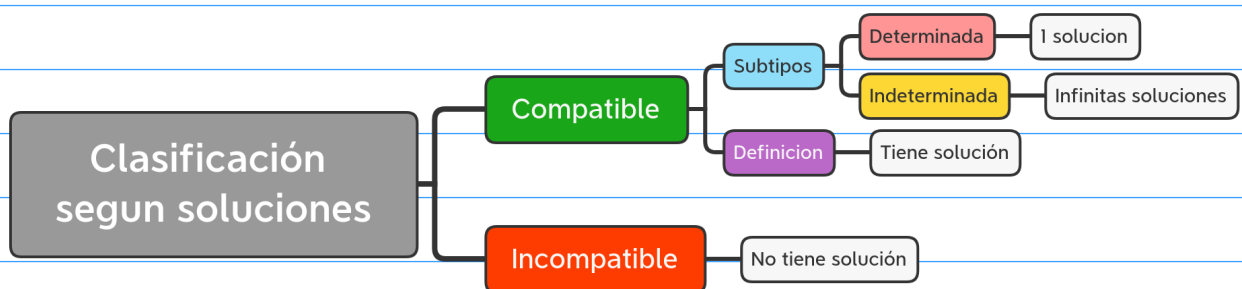 Clasificación
segun soluciones
Compatible
Subtipos
Determinada
1 solucion
Indeterminada
Infinitas soluciones
Definicion
Tiene solución
Incompatible
No tiene solución